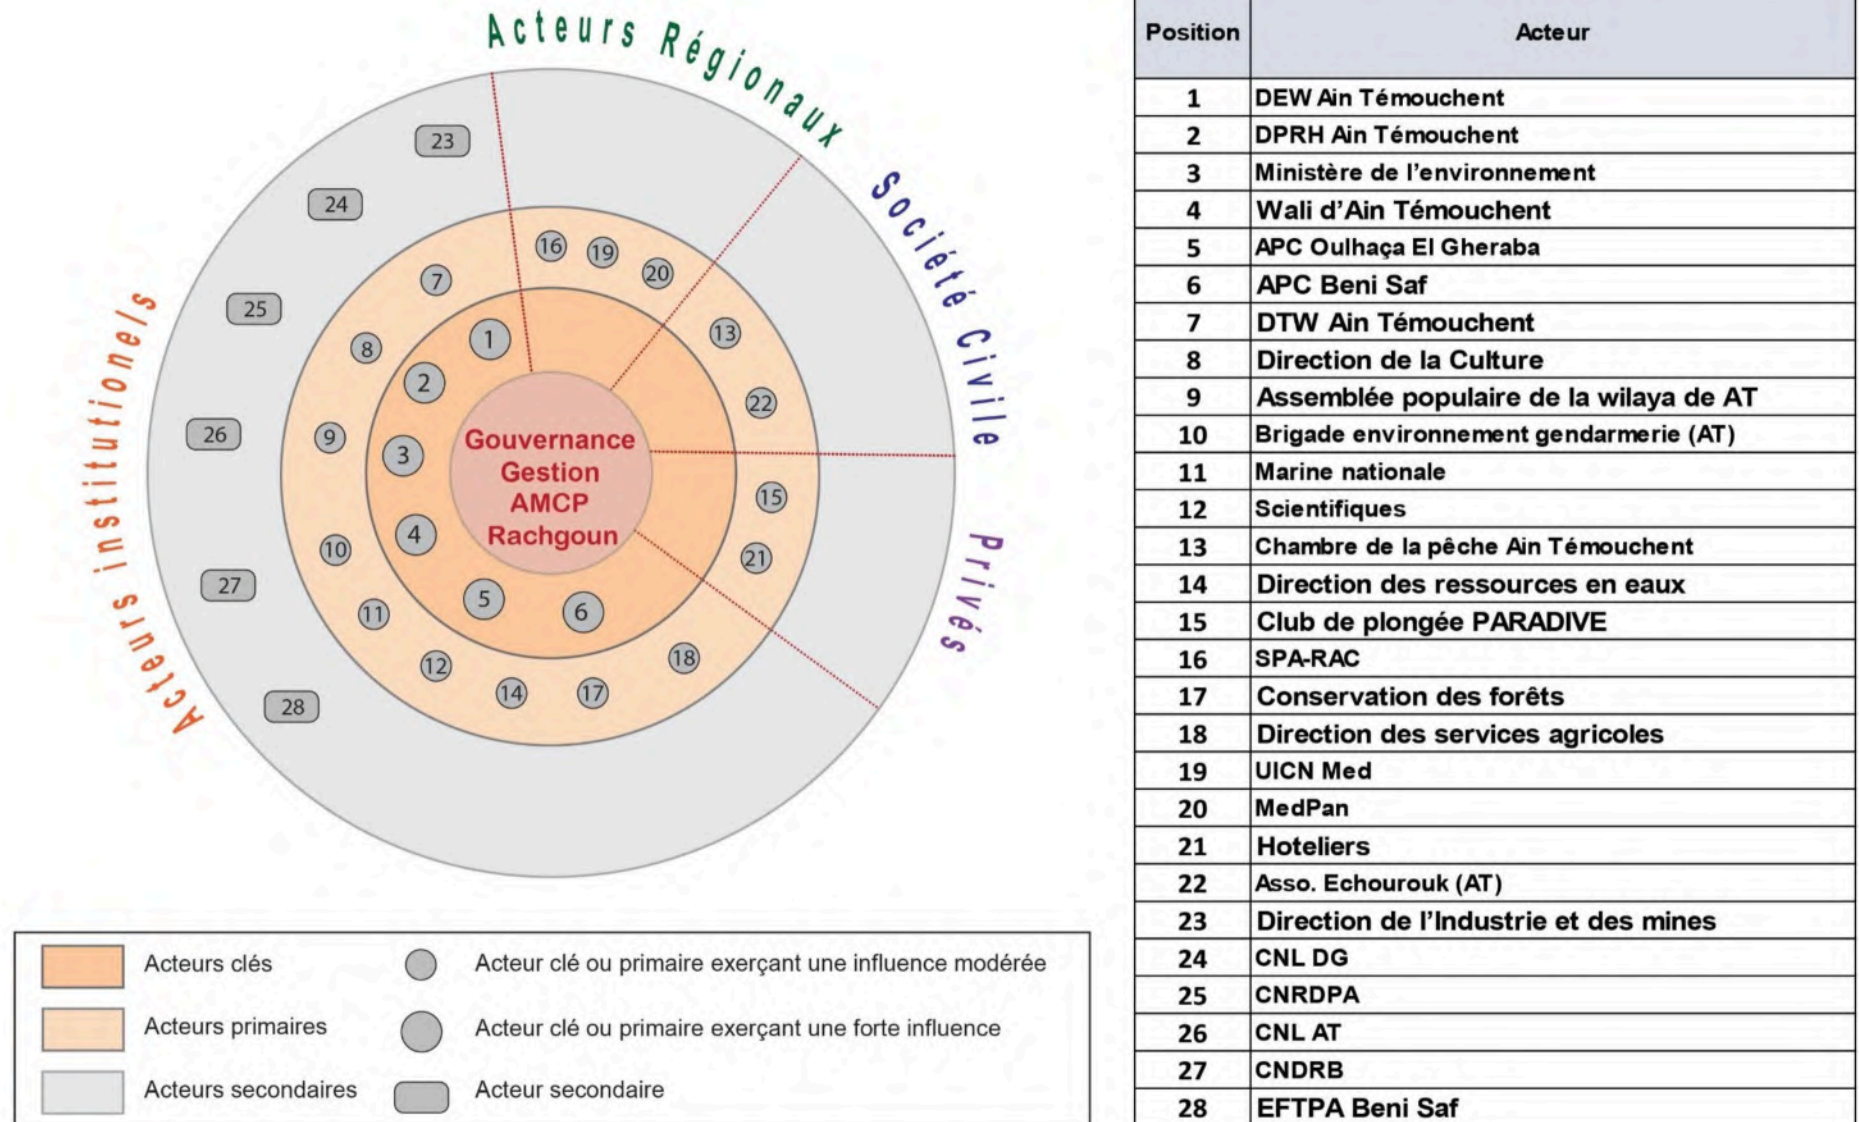 Acteurs Régionaux
Société Civile
Privés
Acteurs institutionels
23
24
25
26
27
28
16
19
20
7
8
9
10
11
12
14
17
18
13
22
15
21
1
2
3
4
5
6
Gouvernance
Gestion
AMCP
Rachgoun
Acteurs clés
Acteur clé ou primaire exerçant une influence modérée
Acteurs primaires
Acteur clé ou primaire exerçant une forte influence
Acteurs secondaires
Acteur secondaire
Position Acteur
1 DEW Ain Témouchent
2 DPRH Ain Témouchent
3 Ministère de l'environnement
4 Wali d'Ain Témouchent
5 APC Oulhaça El Gheraba
6 APC Beni Saf
7 DTW Ain Témouchent
8 Direction de la Culture
9 Assemblée populaire de la wilaya de AT
10 Brigade environnement gendarmerie (AT)
11 Marine nationale
12 Scientifiques
13 Chambre de la pêche Ain Témouchent
14 Direction des ressources en eaux
15 Club de plongée PARADIVE
16 SPA-RAC
17 Conservation des forêts
18 Direction des services agricoles
19 UICN Med
20 MedPan
21 Hoteliers
22 Asso. Echourouk (AT)
23 Direction de l'Industrie et des mines
24 CNL DG
25 CNRDPA
26 CNL AT
27 CNDRB
28 EFTPA Beni Saf